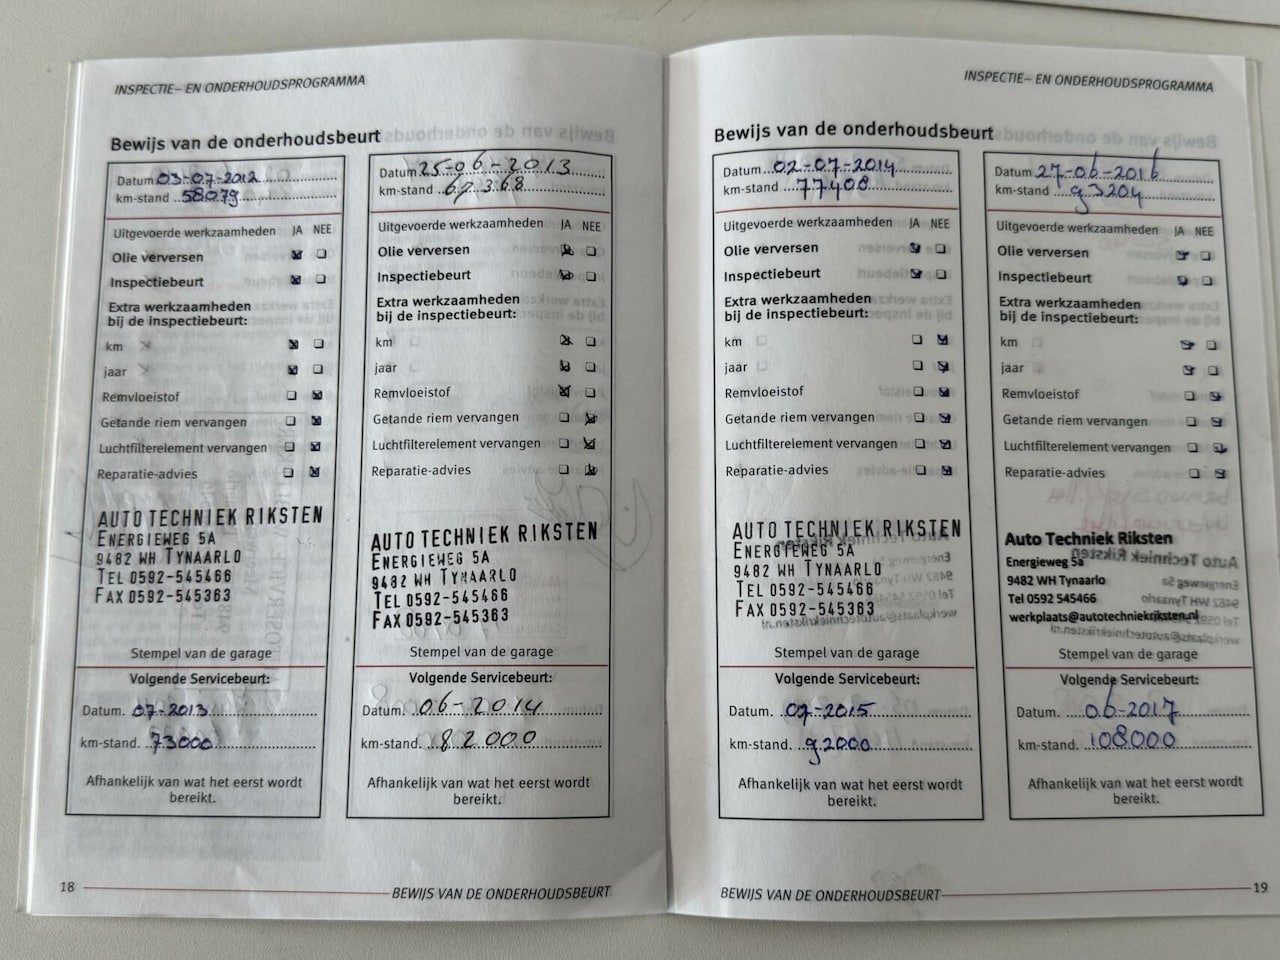 INSPECTIE– EN ONDERHOUDSPROGRAMMA
Bewijs van de onderhoudsbeurt
Datum 03-07-2012
km-stand 58079
Uitgevoerde werkzaamheden JA NEE
Olie verversen
Inspectiebeurt
Extra werkzaamheden
bij de inspectiebeurt:
km
jaar
Remvloeistof
Getande riem vervangen
Luchtfilterelement vervangen
Reparatie-advies
AUTO TECHNIEK RIKSTEN
ENERGIEWEG 5A
9482 WH TYNAARLO
TEL 0592-545466
FAX 0592-545363
Stempel van de garage
Volgende Servicebeurt:
Datum. 07-2013
km-stand. 73000
Afhankelijk van wat het eerst wordt
bereikt.
Datum 25-06-2013
km-stand 67368
Uitgevoerde werkzaamheden JA NEE
Olie verversen
Inspectiebeurt
Extra werkzaamheden
bij de inspectiebeurt:
km
jaar
Remvloeistof
Getande riem vervangen
Luchtfilterelement vervangen
Reparatie-advies
AUTO TECHNIEK RIKSTEN
ENERGIEWEG 5A
9482 WH TYNAARLO
TEL 0592-545466
FAX 0592-545363
Stempel van de garage
Volgende Servicebeurt:
Datum. 06-2014
km-stand. 82000
Afhankelijk van wat het eerst wordt
bereikt.
18
BEWIJS VAN DE ONDERHOUDSBEURT
INSPECTIE– EN ONDERHOUDSPROGRAMMA
Bewijs van de onderhoudsbeurt
Datum 02-07-2014
km-stand 77408
Uitgevoerde werkzaamheden JA NEE
Olie verversen
Inspectiebeurt
Extra werkzaamheden
bij de inspectiebeurt:
km
jaar
Remvloeistof
Getande riem vervangen
Luchtfilterelement vervangen
Reparatie-advies
AUTO TECHNIEK RIKSTEN
ENERGIEWEG 5A
9482 WH TYNAARLO
TEL 0592-545466
FAX 0592-545363
Stempel van de garage
Volgende Servicebeurt:
Datum. 07-2015
km-stand. 92000
Afhankelijk van wat het eerst wordt
bereikt.
Datum 27-06-2016
km-stand 93204
Uitgevoerde werkzaamheden JA NEE
Olie verversen
Inspectiebeurt
Extra werkzaamheden
bij de inspectiebeurt:
km
jaar
Remvloeistof
Getande riem vervangen
Luchtfilterelement vervangen
Reparatie-advies
Auto Techniek Riksten
Energieweg 5a
9482 WH Tynaarlo
Tel 0592 545466
werkplaats@autotechniekriksten.nl
Stempel van de garage
Volgende Servicebeurt:
Datum. 06-2017
km-stand. 108000
Afhankelijk van wat het eerst wordt
bereikt.
BEWIJS VAN DE ONDERHOUDSBEURT
19